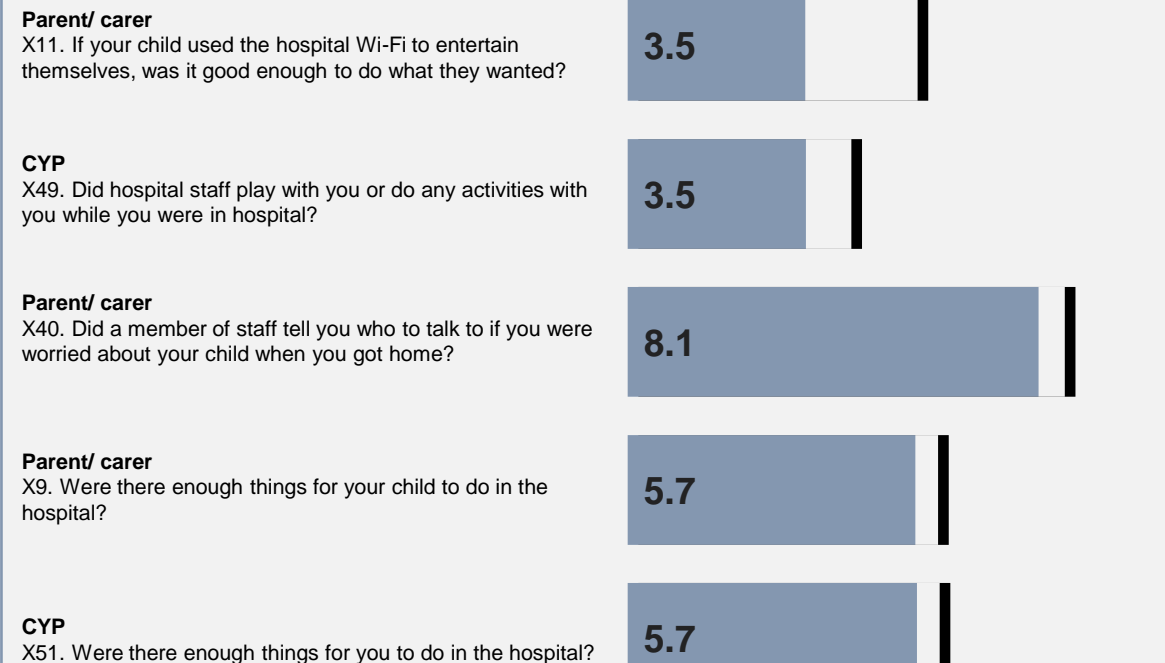 Parent/ carer
X11. If your child used the hospital Wi-Fi to entertain
themselves, was it good enough to do what they wanted?
3.5
CYP
X49. Did hospital staff play with you or do any activities with
you while you were in hospital?
3.5
Parent/ carer
X40. Did a member of staff tell you who to talk to if you were
worried about your child when you got home?
8.1
Parent/ carer
X9. Were there enough things for your child to do in the
hospital?
5.7
CYP
X51. Were there enough things for you to do in the hospital?
5.7